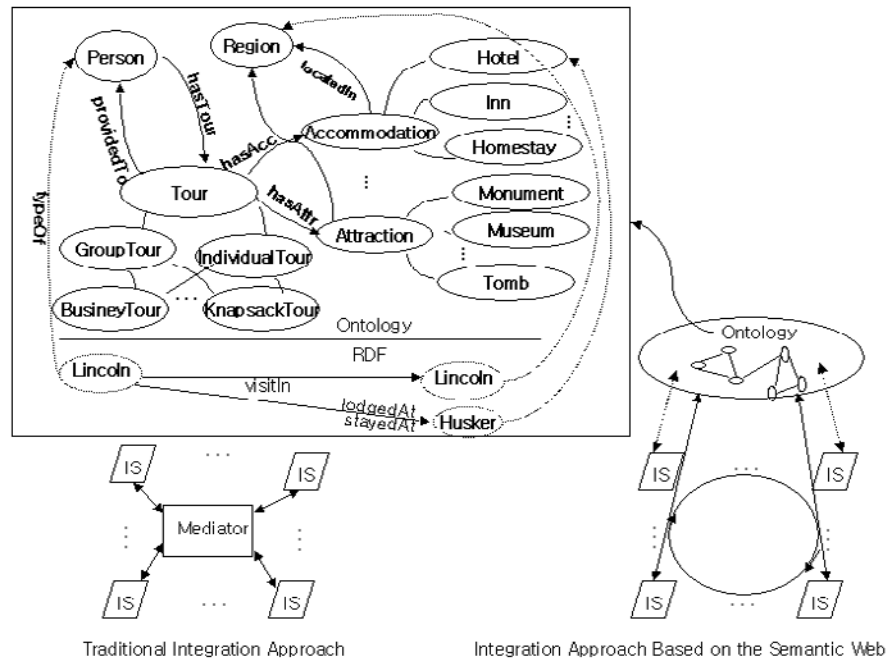 Person
Region
Hotel
hasTour
locatedIn
Inn
providedTo
hasAcc
Accommodation
Homestay
Tour
hasAttr
Monument
typeOf
Attraction
Museum
GroupTour
IndividualTour
Tomb
BusineyTour
KnapsackTour
Ontology
RDF
Ontology
Lincoln
visitIn
Lincoln
lodgedAt
stayedAt
Husker
IS
IS
IS
IS
Mediator
IS
IS
IS
IS
Traditional Integration Approach
Integration Approach Based on the Semantic Web